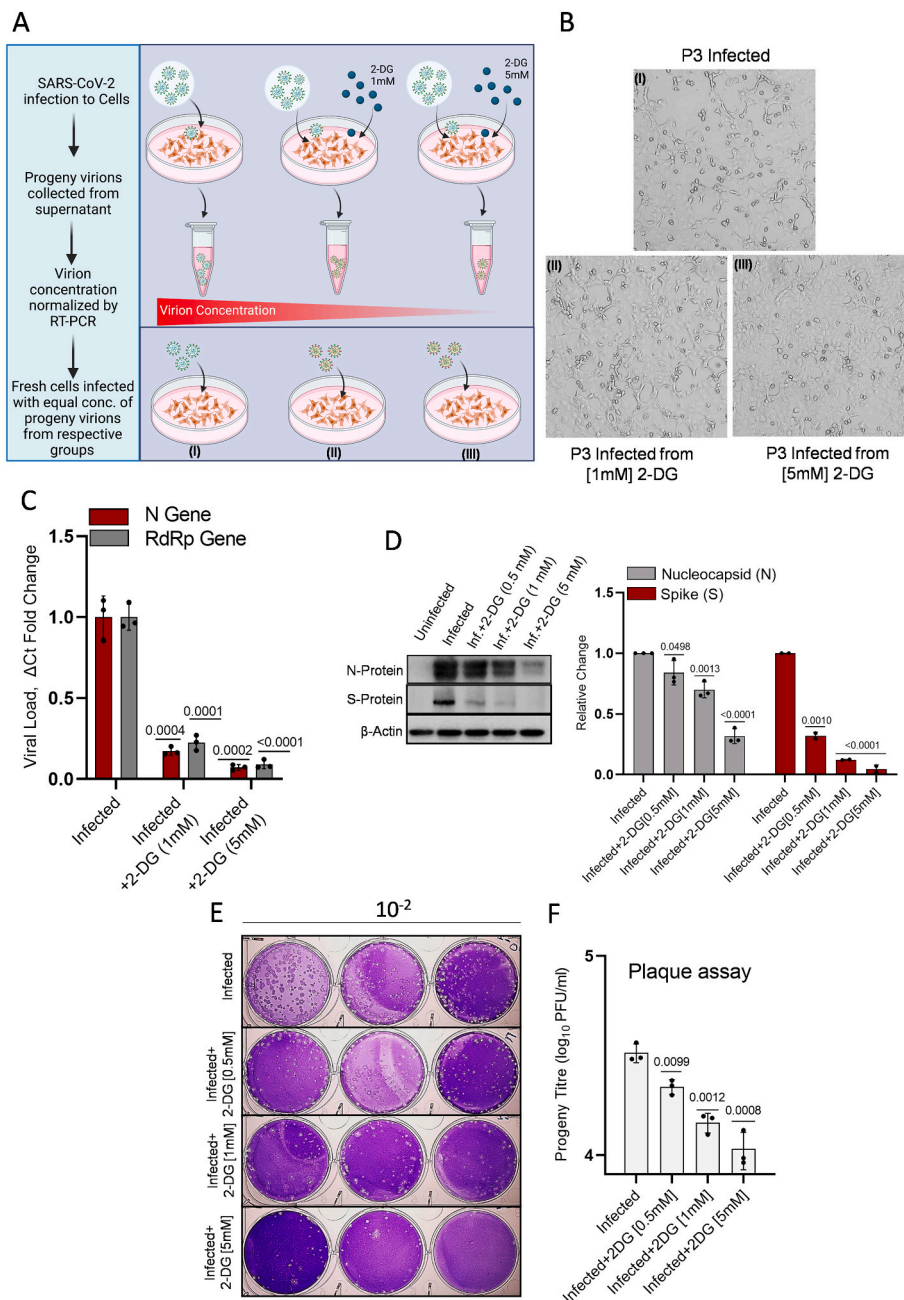 A
SARS-CoV-2
infection to Cells
Progeny virions
collected from
supernatant
Virion
concentration
normalized by
RT-PCR
Fresh cells infected
with equal conc. of
progeny virions
from respective
groups
2-DG
1mM
2-DG
5mM
Virion Concentration
(I)
(II)
(III)
B
P3 Infected
(I)
(II)
(III)
P3 Infected from
[1mM] 2-DG
P3 Infected from
[5mM] 2-DG
C
N Gene
RdRp Gene
Viral Load, ΔCt Fold Change
1.5
1.0
0.5
0.0
0.0004
0.0001
0.0002
<0.0001
Infected
Infected
+2-DG (1mM)
Infected
+2-DG (5mM)
D
Uninfected
Infected
Inf.+2-DG (0.5 mM)
Inf.+2-DG (1 mM)
Inf.+2-DG (5 mM)
N-Protein
S-Protein
β-Actin
Nucleocapsid (N)
Spike (S)
Relative Change
1.0
0.5
0.0
0.0498
0.0013
<0.0001
0.0010
<0.0001
Infected
Infected+2-DG[0.5mM]
Infected+2-DG[1mM]
Infected+2-DG[5mM]
Infected
Infected+2-DG[0.5mM]
Infected+2-DG[1mM]
Infected+2-DG[5mM]
E
10⁻²
Infected
Infected+
2-DG [0.5mM]
Infected+
2-DG [1mM]
Infected+
2-DG [5mM]
F
Plaque assay
Progeny Titre (log₁₀ PFU/ml)
5
4
0.0099
0.0012
0.0008
Infected
Infected+2DG [0.5mM]
Infected+2DG [1mM]
Infected+2DG [5mM]